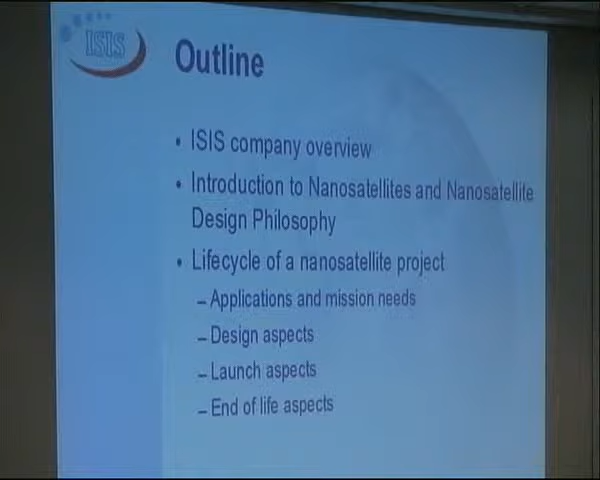 ISIS
Outline
• ISIS company overview
• Introduction to Nanosatellites and Nanosatellite
Design Philosophy
• Lifecycle of a nanosatellite project
– Applications and mission needs
– Design aspects
– Launch aspects
– End of life aspects